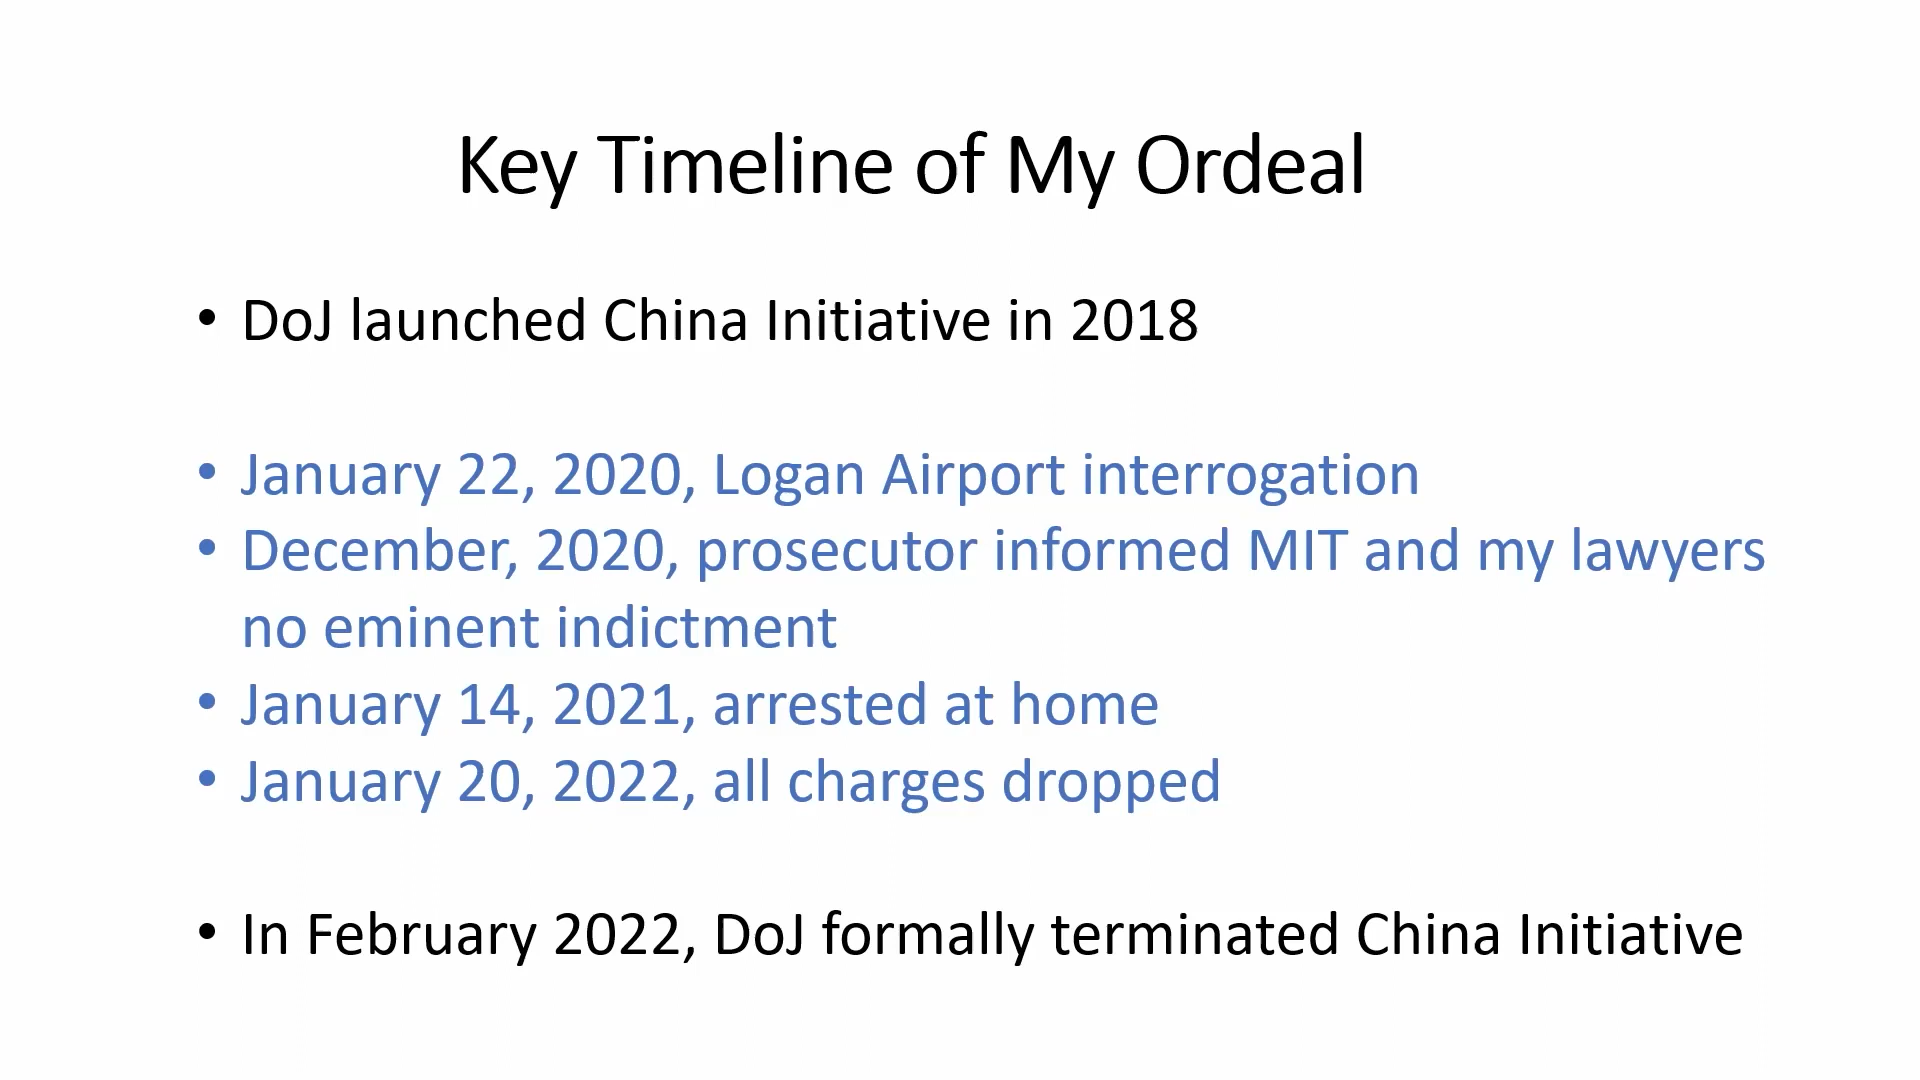 Key Timeline of My Ordeal
• DoJ launched China Initiative in 2018
• January 22, 2020, Logan Airport interrogation
• December, 2020, prosecutor informed MIT and my lawyers
no eminent indictment
• January 14, 2021, arrested at home
• January 20, 2022, all charges dropped
• In February 2022, DoJ formally terminated China Initiative